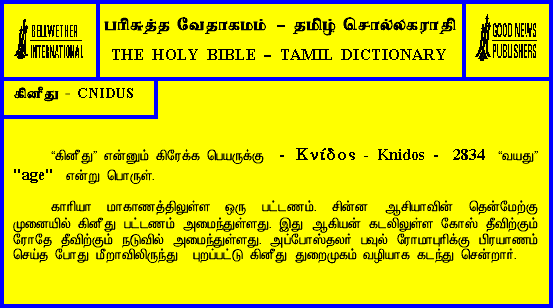 BELLWETHER
INTERNATIONAL
பரிசுத்த வேதாகமம் – தமிழ் சொல்லகராதி
THE HOLY BIBLE – TAMIL DICTIONARY
GOOD NEWS
PUBLISHERS
கினீது - CNIDUS
“கினீது” என்னும் கிரேக்க பெயருக்கு - Κνίδος - Knidos - 2834 “வயது”
"age" என்று பொருள்.
காரியா மாகாணத்திலுள்ள ஒரு பட்டணம். சின்ன ஆசியாவின் தென்மேற்கு
முனையில் கினீது பட்டணம் அமைந்துள்ளது. இது ஆகியன் கடலிலுள்ள கோஸ் தீவிற்கும்
ரோதே தீவிற்கும் நடுவில் அமைந்துள்ளது. அப்போஸ்தலர் பவுல் ரோமாபுரிக்கு பிரயாணம்
செய்த போது மீறாவிலிருந்து புறப்பட்டு கினீது துறைமுகம் வழியாக கடந்து சென்றார்.